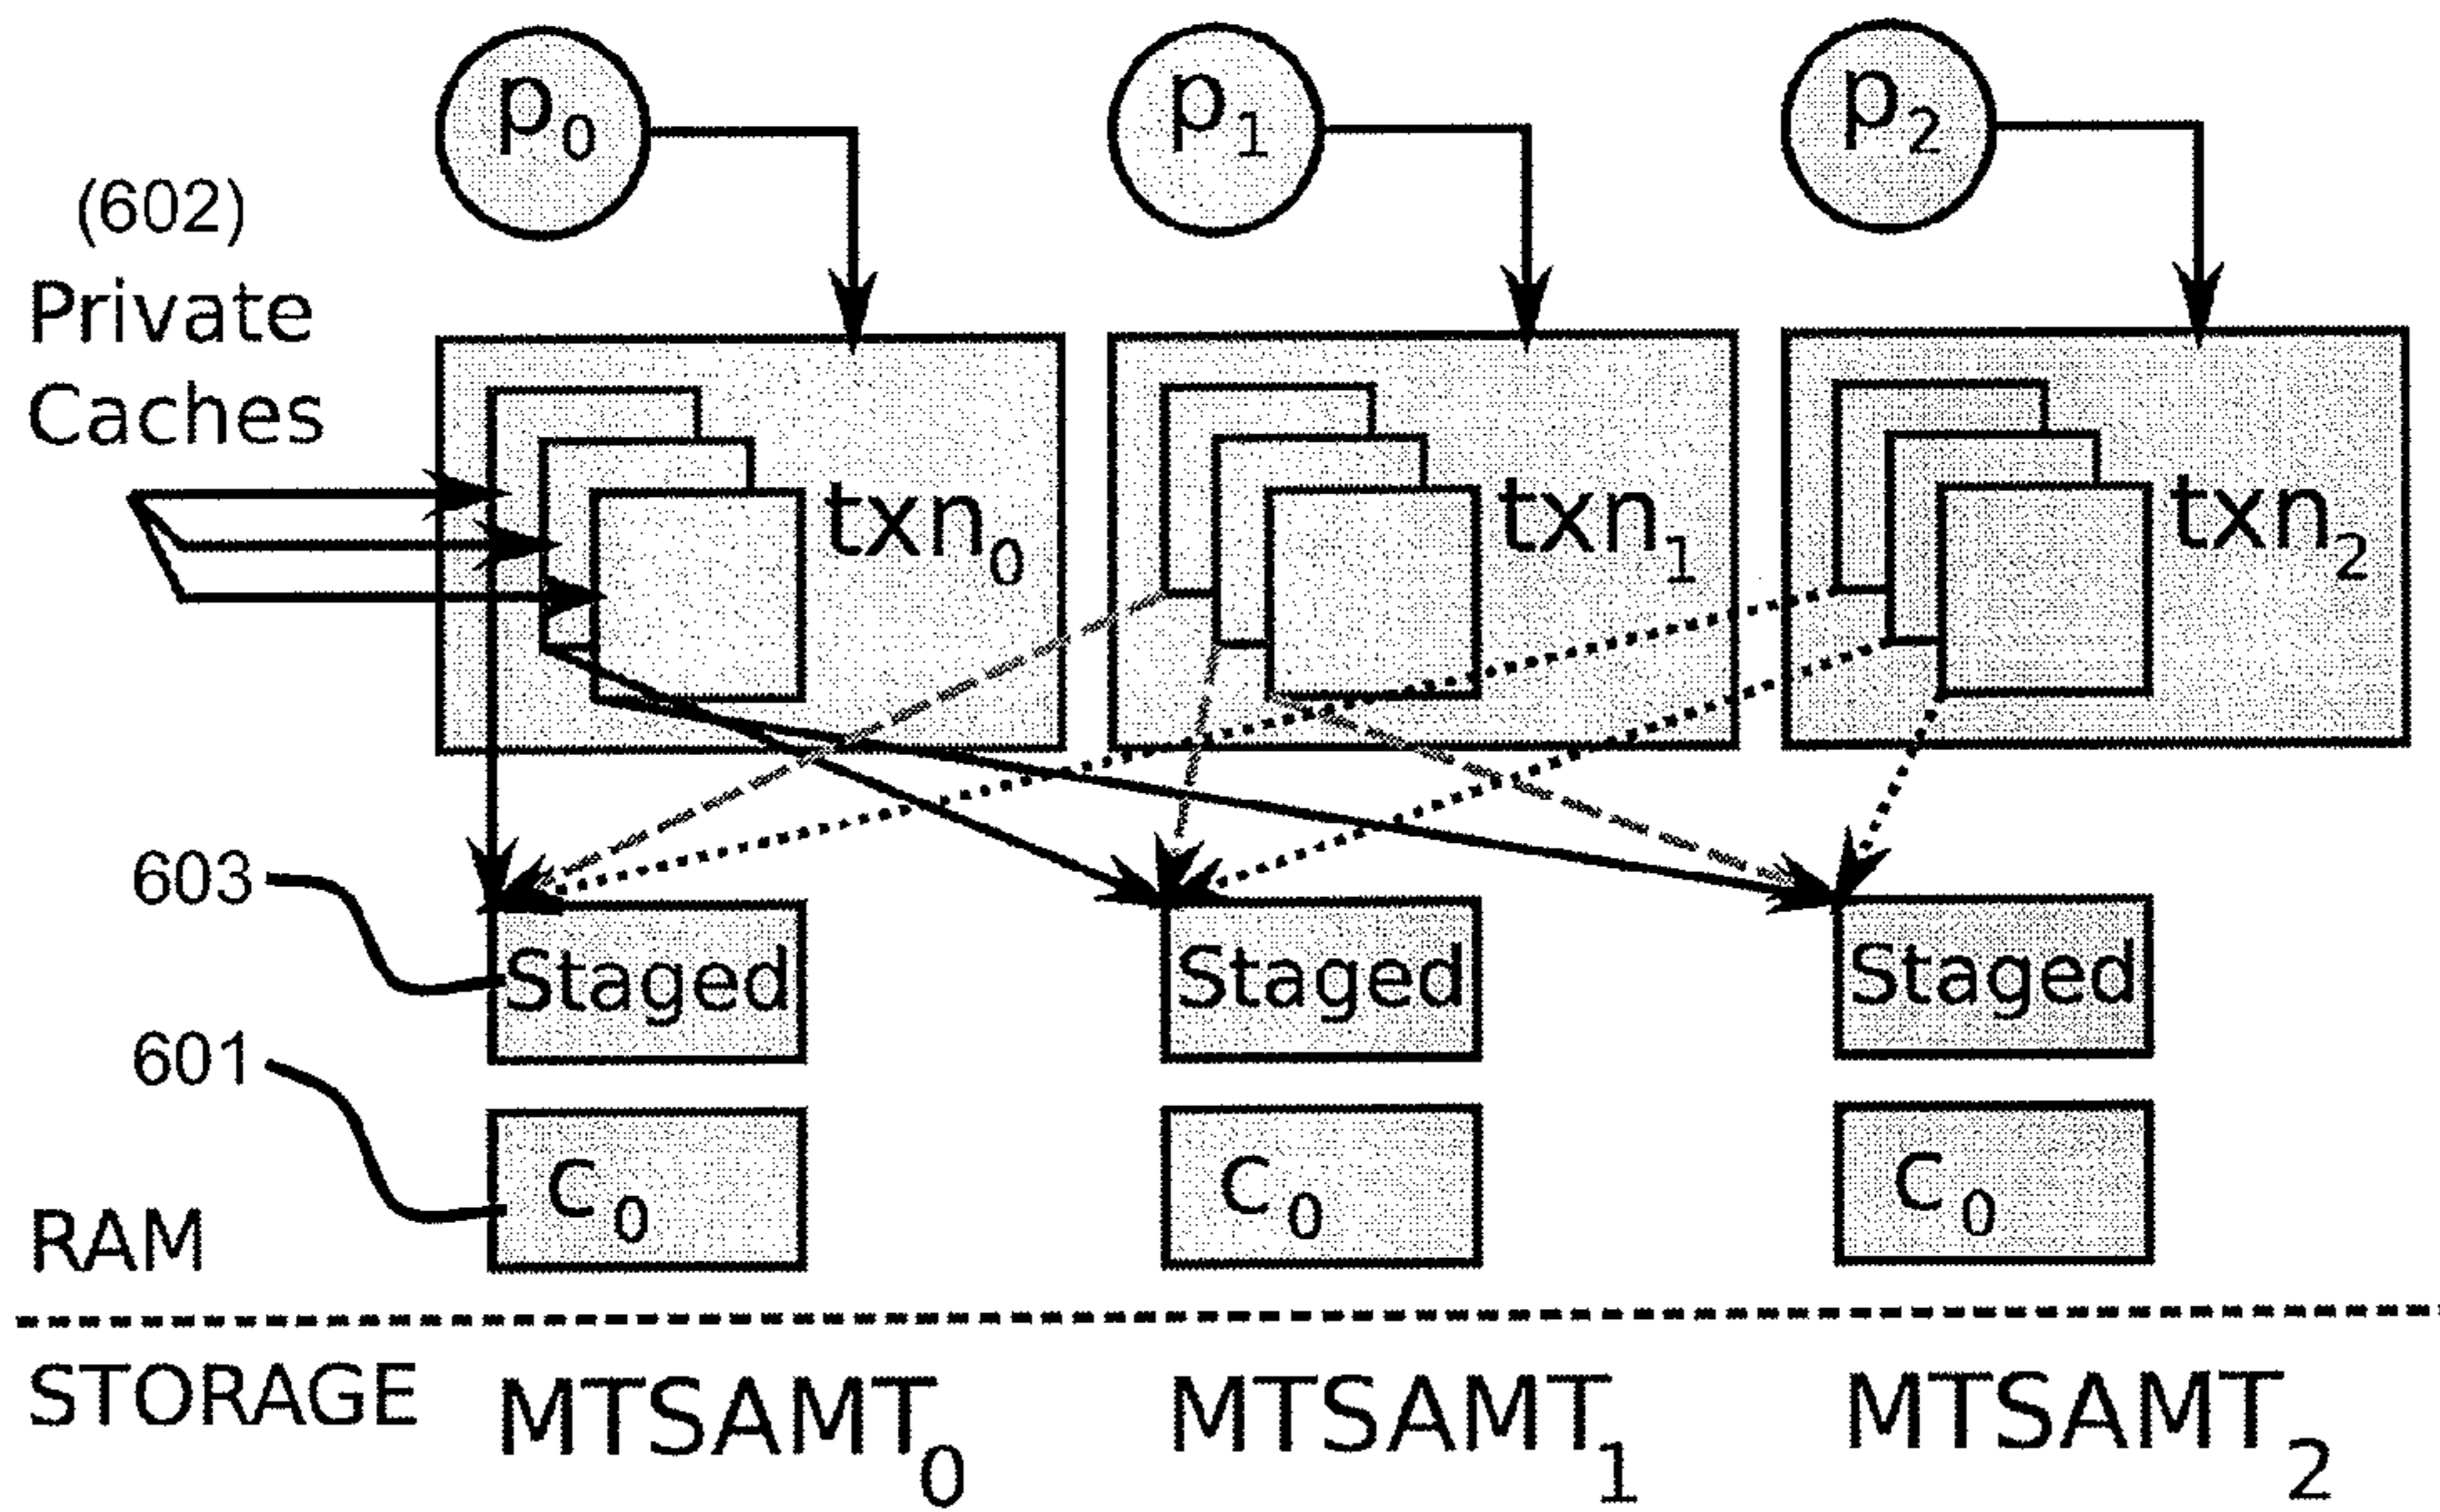 p0
p1
p2
(602)
Private
Caches
txn0
txn1
txn2
603
Staged
Staged
Staged
601
c0
c0
c0
RAM
STORAGE
MTSAMT0
MTSAMT1
MTSAMT2